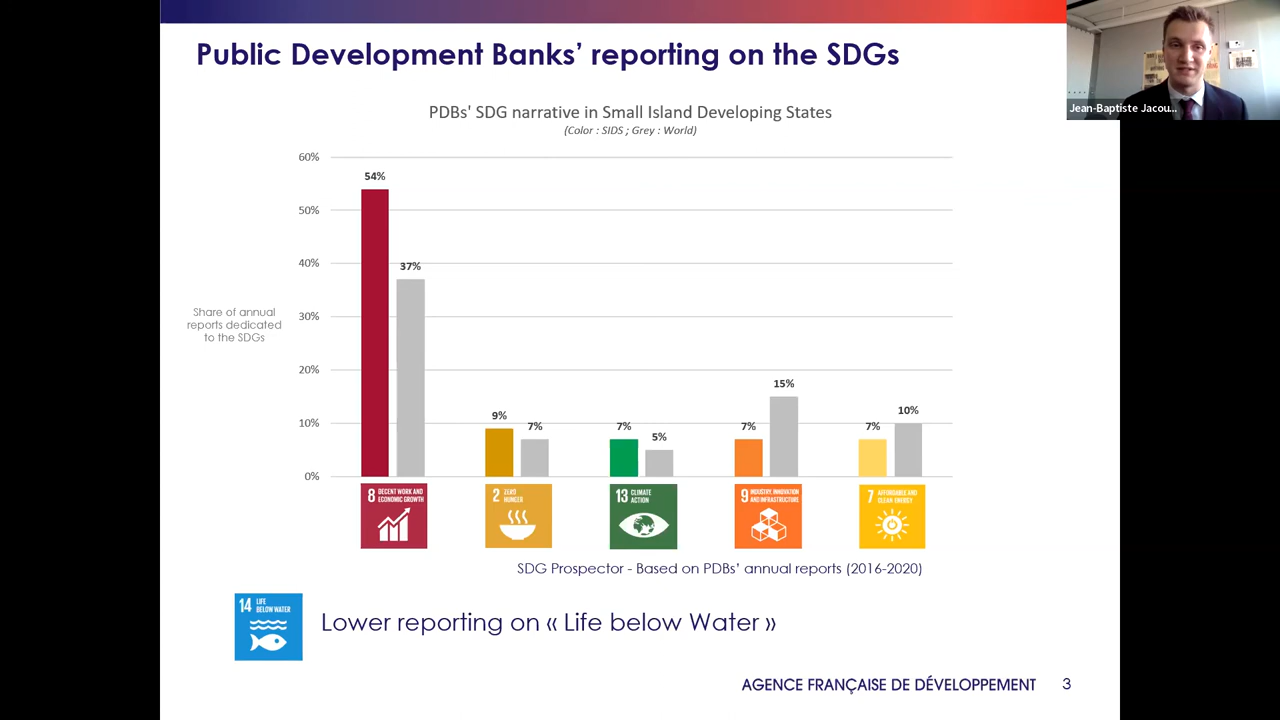 Public Development Banks' reporting on the SDGs
Jean-Baptiste Jacou...
PDBs' SDG narrative in Small Island Developing States
(Color : SIDS ; Grey : World)
60%
50%
40%
30%
20%
10%
0%
Share of annual
reports dedicated
to the SDGs
54%
37%
9%
7%
7%
5%
7%
15%
7%
10%
8 DECENT WORK AND
ECONOMIC GROWTH
2 ZERO
HUNGER
13 CLIMATE
ACTION
9 INDUSTRY, INNOVATION
AND INFRASTRUCTURE
7 AFFORDABLE AND
CLEAN ENERGY
SDG Prospector - Based on PDBs' annual reports (2016-2020)
14 LIFE
BELOW WATER
Lower reporting on « Life below Water »
AGENCE FRANÇAISE DE DÉVELOPPEMENT 3